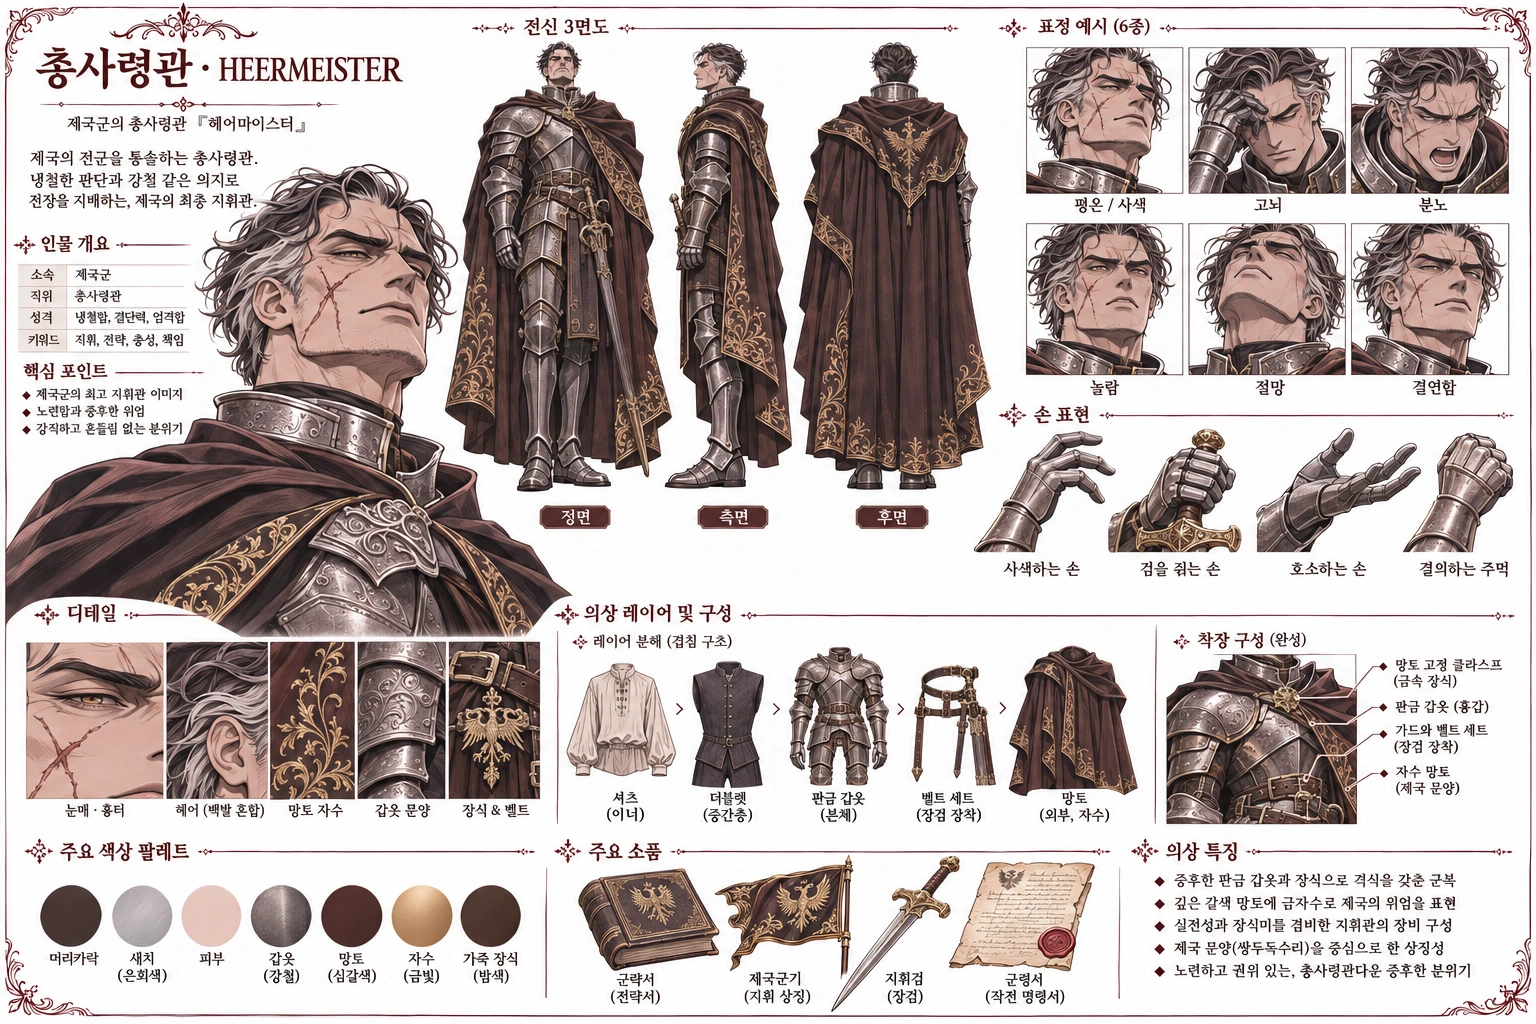 총사령관 · HEERMEISTER
제국군의 총사령관 『헤어마이스터』
제국의 전군을 통솔하는 총사령관.
냉철한 판단과 강철 같은 의지로
전장을 지배하는, 제국의 최종 지휘관.
인물 개요
소속 제국군
직위 총사령관
성격 냉철함, 결단력, 엄격함
키워드 지휘, 전략, 충성, 책임
핵심 포인트
◆ 제국군의 최고 지휘관 이미지
◆ 노련함과 중후한 위엄
◆ 강직하고 흔들림 없는 분위기
전신 3면도
정면
측면
후면
표정 예시 (6종)
평온 / 사색
고뇌
분노
놀람
절망
결연함
손 표현
사색하는 손
검을 쥐는 손
호소하는 손
결의하는 주먹
디테일
눈매 · 흉터
헤어 (백발 혼합)
망토 자수
갑옷 문양
장식 & 벨트
의상 레이어 및 구성
레이어 분해 (겹침 구조)
셔츠
(이너)
더블렛
(중간층)
판금 갑옷
(본체)
벨트 세트
(장검 장착)
망토
(외부, 자수)
착장 구성 (완성)
◆ 망토 고정 클라스프
(금속 장식)
◆ 판금 갑옷 (흉갑)
◆ 가드와 벨트 세트
(장검 장착)
◆ 자수 망토
(제국 문양)
주요 색상 팔레트
머리카락
새치
(은회색)
피부
갑옷
(강철)
망토
(심갈색)
자수
(금빛)
가죽 장식
(밤색)
주요 소품
군략서
(전략서)
제국군기
(지휘 상징)
지휘검
(장검)
군령서
(작전 명령서)
의상 특징
◆ 중후한 판금 갑옷과 장식으로 격식을 갖춘 군복
◆ 깊은 갈색 망토에 금자수로 제국의 위엄을 표현
◆ 실전성과 장식미를 겸비한 지휘관의 장비 구성
◆ 제국 문양(쌍두독수리)을 중심으로 한 상징성
◆ 노련하고 권위 있는, 총사령관다운 중후한 분위기